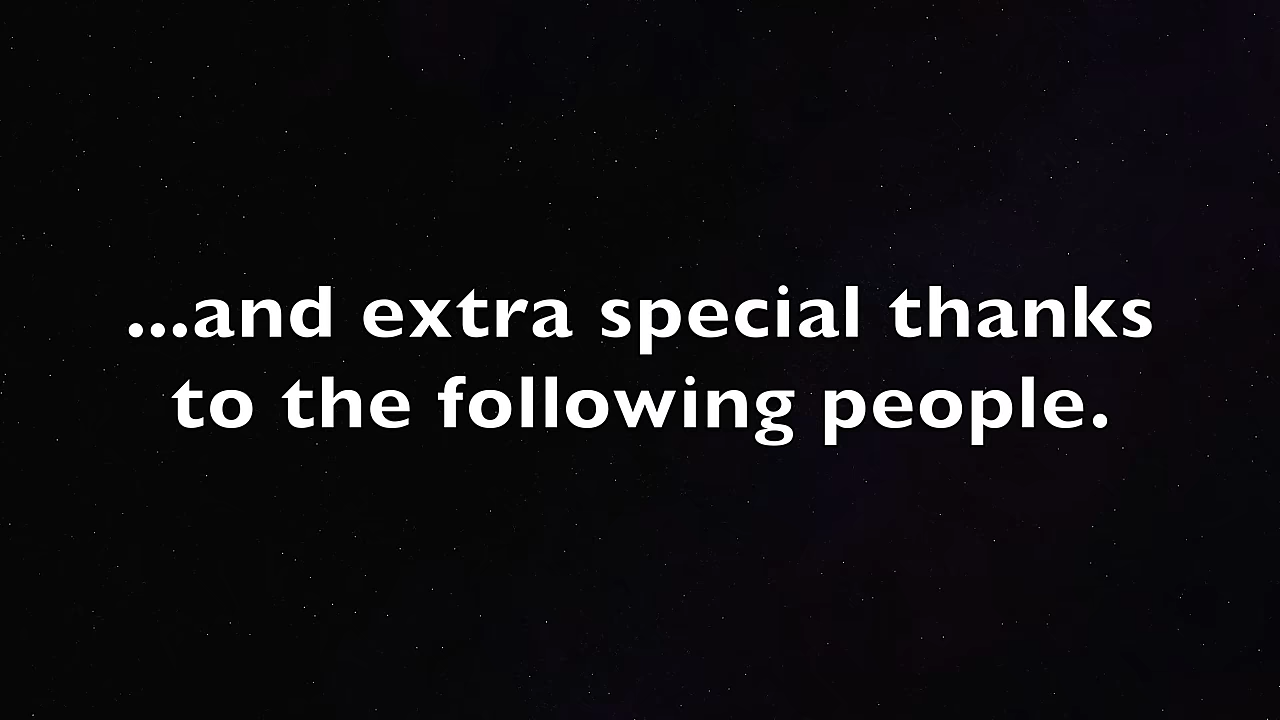 ...and extra special thanks
to the following people.